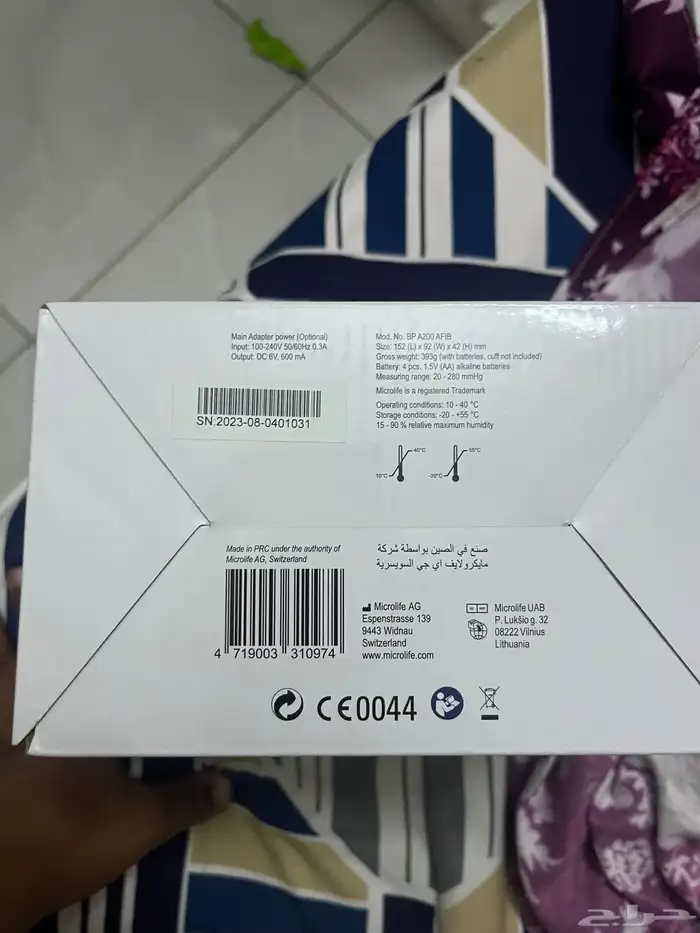 Main Adapter power (Optional)
Input: 100-240V 50/60Hz 0.3A
Output: DC 6V, 600 mA
SN:2023-08-0401031
Mod. No. BP A200 AFIB
Size: 152 (L) x 92 (W) x 42 (H) mm
Gross weight: 393g (with batteries, cuff not included)
Battery: 4 pcs. 1.5V (AA) alkaline batteries
Measuring range: 20 - 280 mmHg
Microlife is a registered Trademark
Operating conditions: 10 - 40 °C
Storage conditions: -20 - +55 °C
15 - 90 % relative maximum humidity
40°C
10°C
55°C
-20°C
Made in PRC under the authority of
Microlife AG, Switzerland
4 719003 310974
صنع في الصين بواسطة شركة
مايكرولايف اي جي السويسرية
Microlife AG
Espenstrasse 139
9443 Widnau
Switzerland
www.microlife.com
EC REP
Microlife UAB
P. Lukšio g. 32
08222 Vilnius
Lithuania
CE0044
حراج